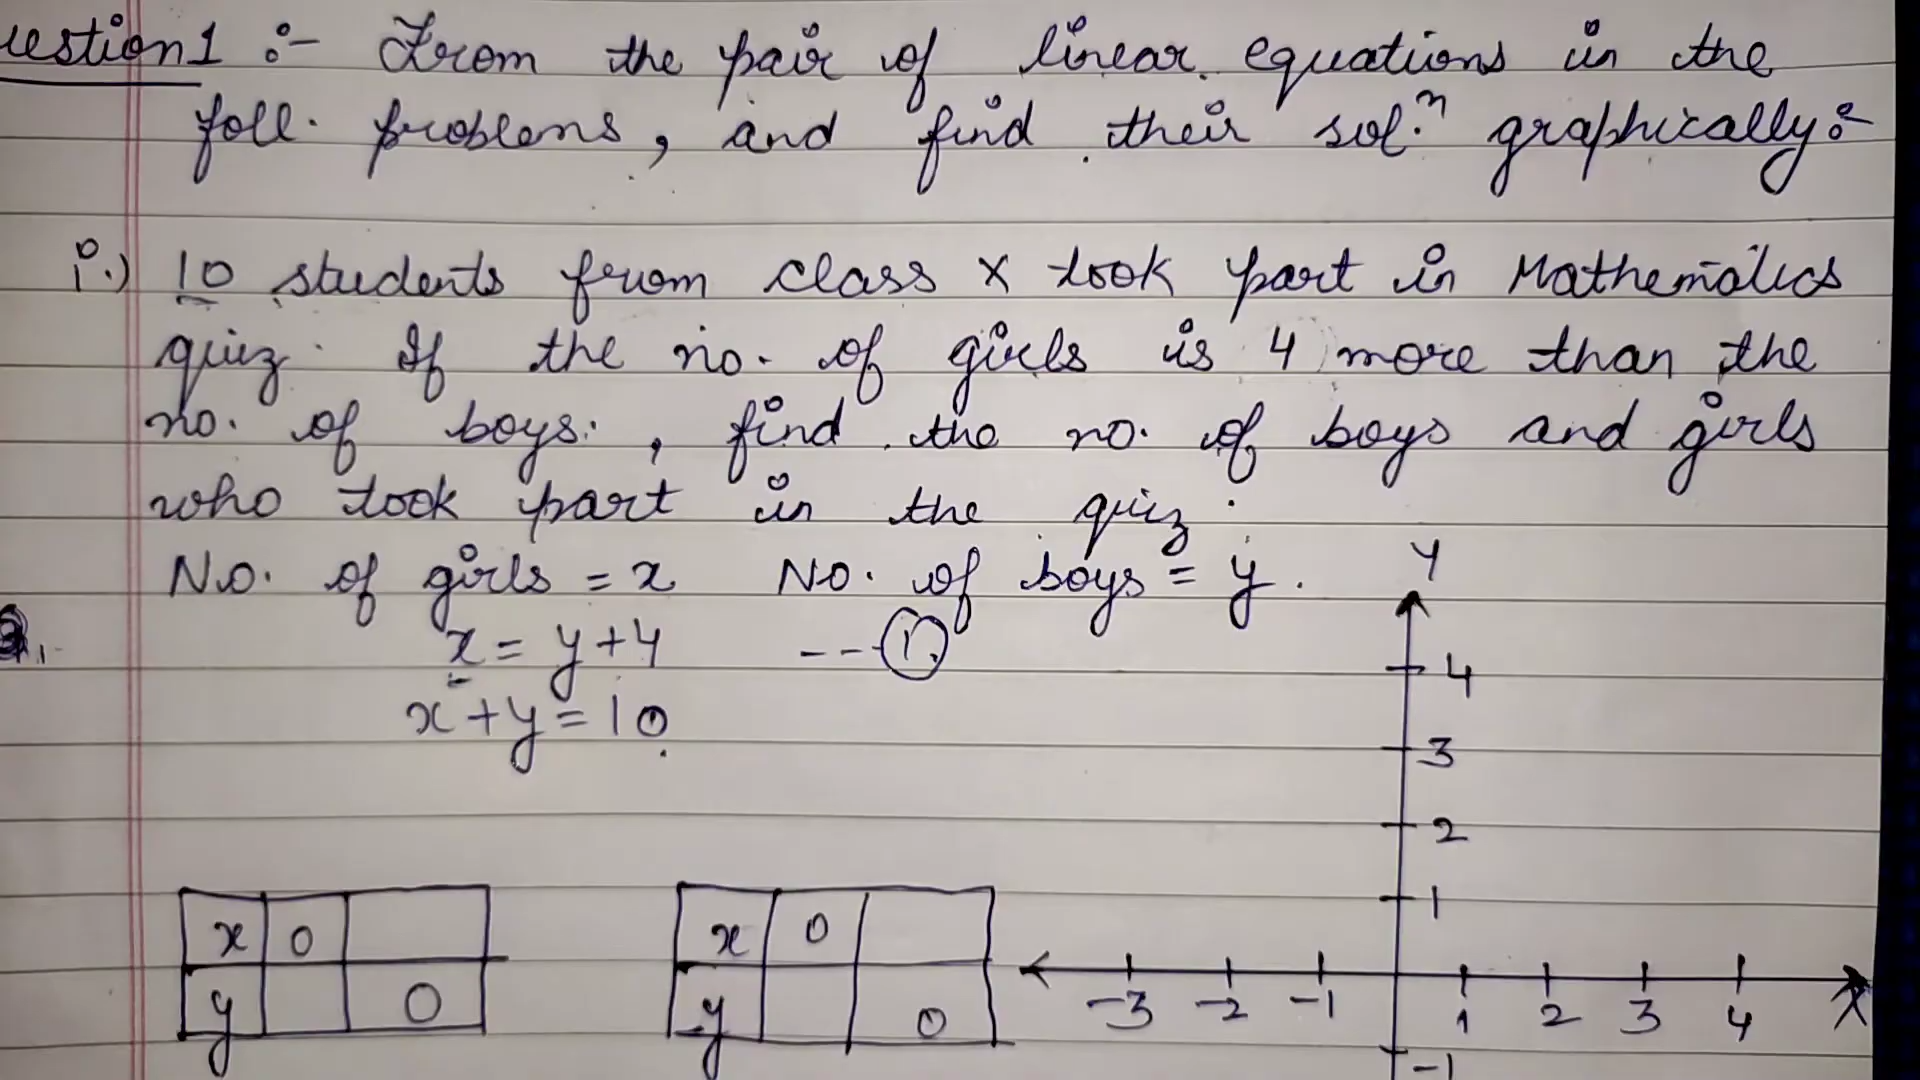 uestion1 :- From the pair of linear equations in the
foll. problems, and find their solⁿ graphically:-
i.) 10 students from class X took part in Mathematics
quiz. If the no. of girls is 4 more than the
no. of boys. , find the no. of boys and girls
who took part in the quiz.
No. of girls = x No. of boys = y.
x = y+4 ---①.
x+y=10
x 0
y 0
x 0
y 0
Y
4
3
2
1
-3 -2 -1 1 2 3 4 X
-1